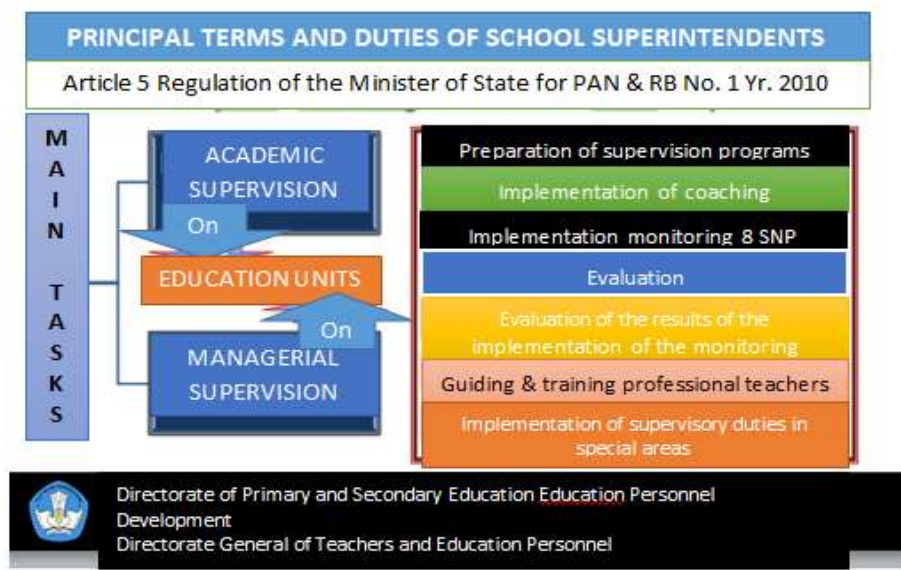 PRINCIPAL TERMS AND DUTIES OF SCHOOL SUPERINTENDENTS
Article 5 Regulation of the Minister of State for PAN & RB No. 1 Yr. 2010
MAIN TASKS
ACADEMIC
SUPERVISION
On
EDUCATION UNITS
On
MANAGERIAL
SUPERVISION
Preparation of supervision programs
Implementation of coaching
Implementation monitoring 8 SNP
Evaluation
Evaluation of the results of the
implementation of the monitoring
Guiding & training professional teachers
Implementation of supervisory duties in
special areas
Directorate of Primary and Secondary Education Education Personnel
Development
Directorate General of Teachers and Education Personnel